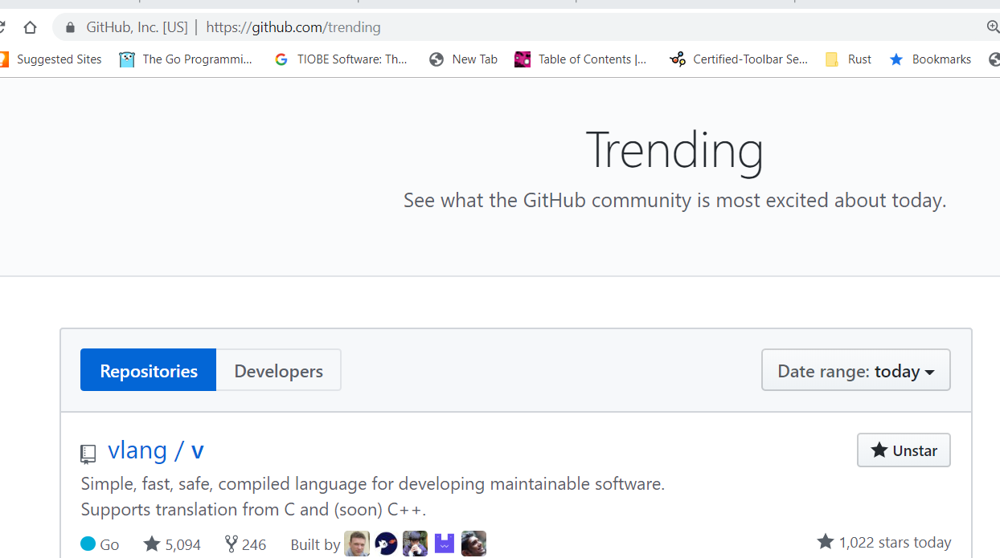 GitHub, Inc. [US] | https://github.com/trending
Suggested Sites The Go Programmi... TIOBE Software: Th... New Tab Table of Contents |... Certified-Toolbar Se... Rust Bookmarks
Trending
See what the GitHub community is most excited about today.
Repositories Developers Date range: today
vlang / v Unstar
Simple, fast, safe, compiled language for developing maintainable software.
Supports translation from C and (soon) C++.
Go 5,094 246 Built by 1,022 stars today